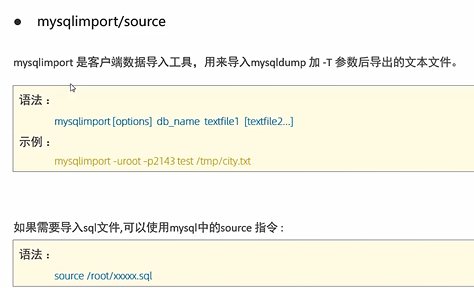 ● mysqlimport/source
mysqlimport 是客户端数据导入工具，用来导入mysqldump 加 -T 参数后导出的文本文件。
语法：
mysqlimport [options] db_name textfile1 [textfile2...]
示例：
mysqlimport -uroot -p2143 test /tmp/city.txt
如果需要导入sql文件,可以使用mysql中的source 指令 :
语法：
source /root/xxxxx.sql